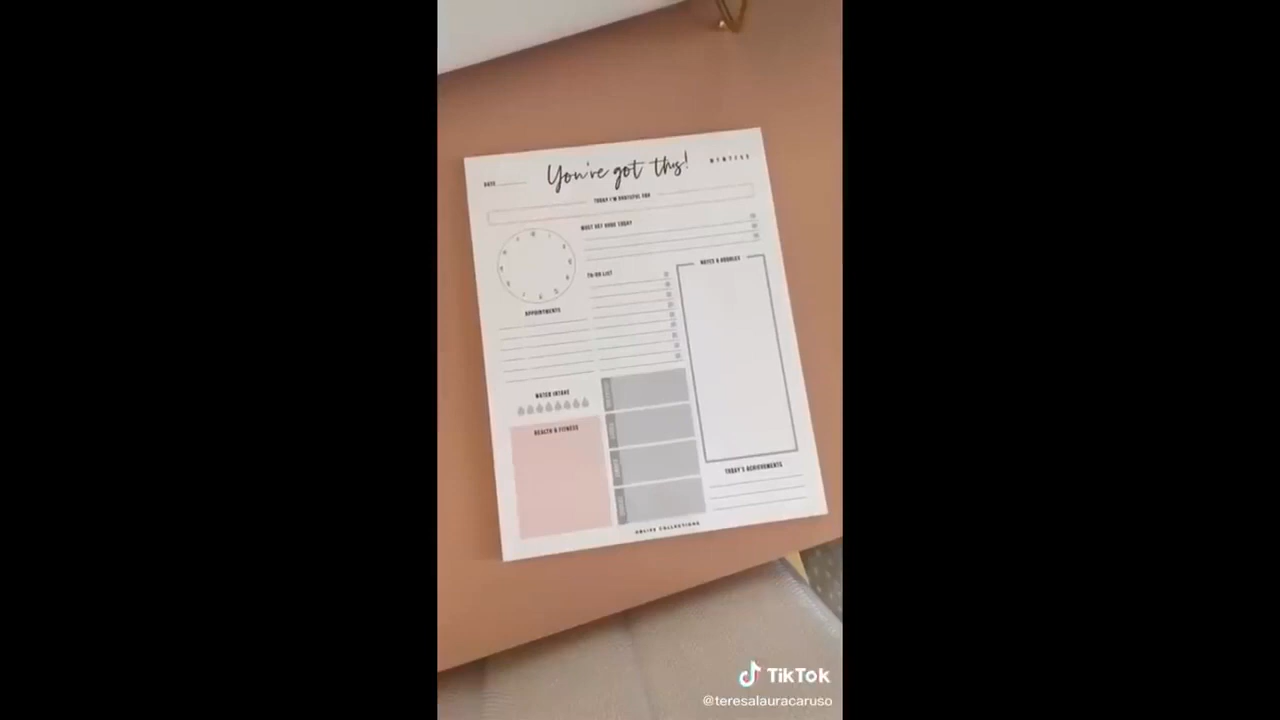 You've got this!
DATE
M T W T F S S
TODAY I'M GRATEFUL FOR
MUST GET DONE TODAY
TO-DO LIST
NOTES & DOODLES
APPOINTMENTS
WATER INTAKE
HEALTH & FITNESS
TODAY'S ACHIEVEMENTS
TikTok
@teresalauracaruso